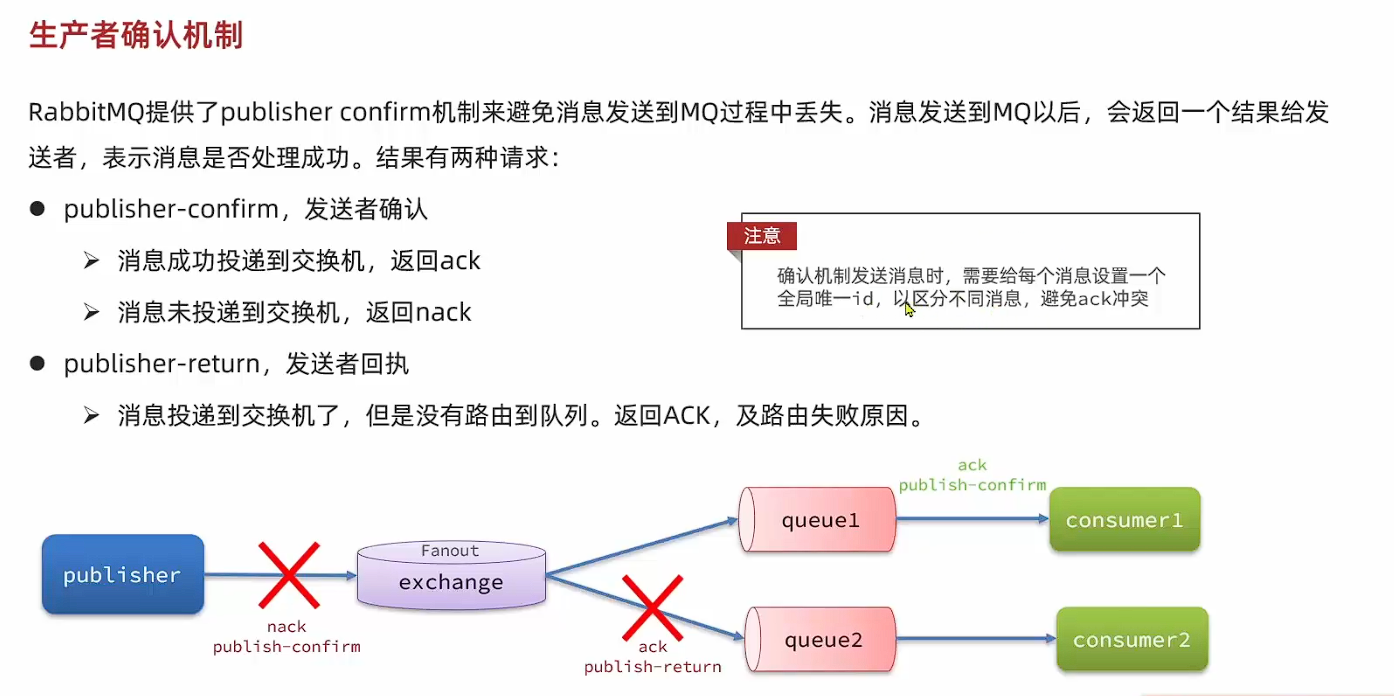 生产者确认机制
RabbitMQ提供了publisher confirm机制来避免消息发送到MQ过程中丢失。消息发送到MQ以后，会返回一个结果给发
送者，表示消息是否处理成功。结果有两种请求：
● publisher-confirm，发送者确认
➢ 消息成功投递到交换机，返回ack
➢ 消息未投递到交换机，返回nack
● publisher-return，发送者回执
➢ 消息投递到交换机了，但是没有路由到队列。返回ACK，及路由失败原因。
注意
确认机制发送消息时，需要给每个消息设置一个
全局唯一id，以区分不同消息，避免ack冲突
publisher
nack
publish-confirm
Fanout
exchange
ack
publish-return
queue1
queue2
ack
publish-confirm
consumer1
consumer2